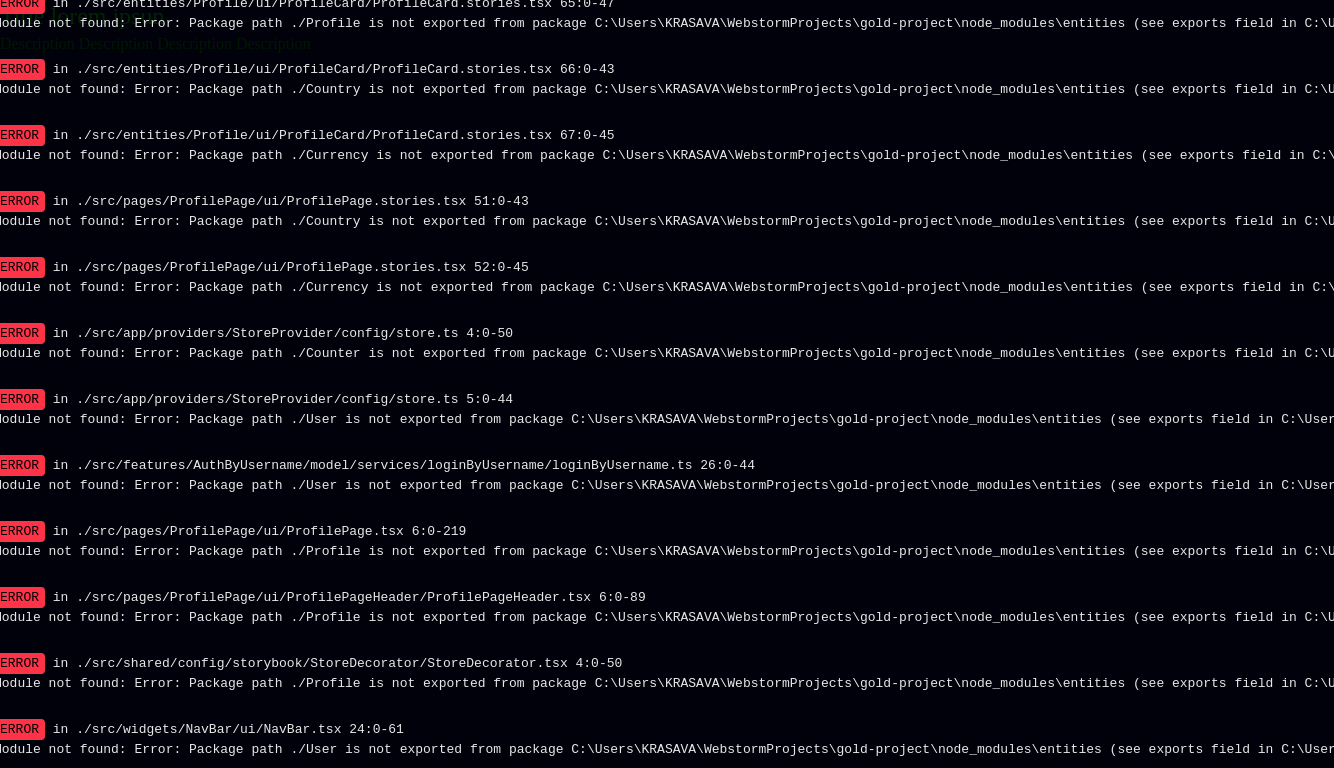 ERROR in ./src/entities/Profile/ui/ProfileCard/ProfileCard.stories.tsx 65:0-47
Module not found: Error: Package path ./Profile is not exported from package C:\Users\KRASAVA\WebstormProjects\gold-project\node_modules\entities (see exports field in C:\U
Description Description Description Description
ERROR in ./src/entities/Profile/ui/ProfileCard/ProfileCard.stories.tsx 66:0-43
Module not found: Error: Package path ./Country is not exported from package C:\Users\KRASAVA\WebstormProjects\gold-project\node_modules\entities (see exports field in C:\U
ERROR in ./src/entities/Profile/ui/ProfileCard/ProfileCard.stories.tsx 67:0-45
Module not found: Error: Package path ./Currency is not exported from package C:\Users\KRASAVA\WebstormProjects\gold-project\node_modules\entities (see exports field in C:\
ERROR in ./src/pages/ProfilePage/ui/ProfilePage.stories.tsx 51:0-43
Module not found: Error: Package path ./Country is not exported from package C:\Users\KRASAVA\WebstormProjects\gold-project\node_modules\entities (see exports field in C:\U
ERROR in ./src/pages/ProfilePage/ui/ProfilePage.stories.tsx 52:0-45
Module not found: Error: Package path ./Currency is not exported from package C:\Users\KRASAVA\WebstormProjects\gold-project\node_modules\entities (see exports field in C:\
ERROR in ./src/app/providers/StoreProvider/config/store.ts 4:0-50
Module not found: Error: Package path ./Counter is not exported from package C:\Users\KRASAVA\WebstormProjects\gold-project\node_modules\entities (see exports field in C:\U
ERROR in ./src/app/providers/StoreProvider/config/store.ts 5:0-44
Module not found: Error: Package path ./User is not exported from package C:\Users\KRASAVA\WebstormProjects\gold-project\node_modules\entities (see exports field in C:\User
ERROR in ./src/features/AuthByUsername/model/services/loginByUsername/loginByUsername.ts 26:0-44
Module not found: Error: Package path ./User is not exported from package C:\Users\KRASAVA\WebstormProjects\gold-project\node_modules\entities (see exports field in C:\User
ERROR in ./src/pages/ProfilePage/ui/ProfilePage.tsx 6:0-219
Module not found: Error: Package path ./Profile is not exported from package C:\Users\KRASAVA\WebstormProjects\gold-project\node_modules\entities (see exports field in C:\U
ERROR in ./src/pages/ProfilePage/ui/ProfilePageHeader/ProfilePageHeader.tsx 6:0-89
Module not found: Error: Package path ./Profile is not exported from package C:\Users\KRASAVA\WebstormProjects\gold-project\node_modules\entities (see exports field in C:\U
ERROR in ./src/shared/config/storybook/StoreDecorator/StoreDecorator.tsx 4:0-50
Module not found: Error: Package path ./Profile is not exported from package C:\Users\KRASAVA\WebstormProjects\gold-project\node_modules\entities (see exports field in C:\U
ERROR in ./src/widgets/NavBar/ui/NavBar.tsx 24:0-61
Module not found: Error: Package path ./User is not exported from package C:\Users\KRASAVA\WebstormProjects\gold-project\node_modules\entities (see exports field in C:\User